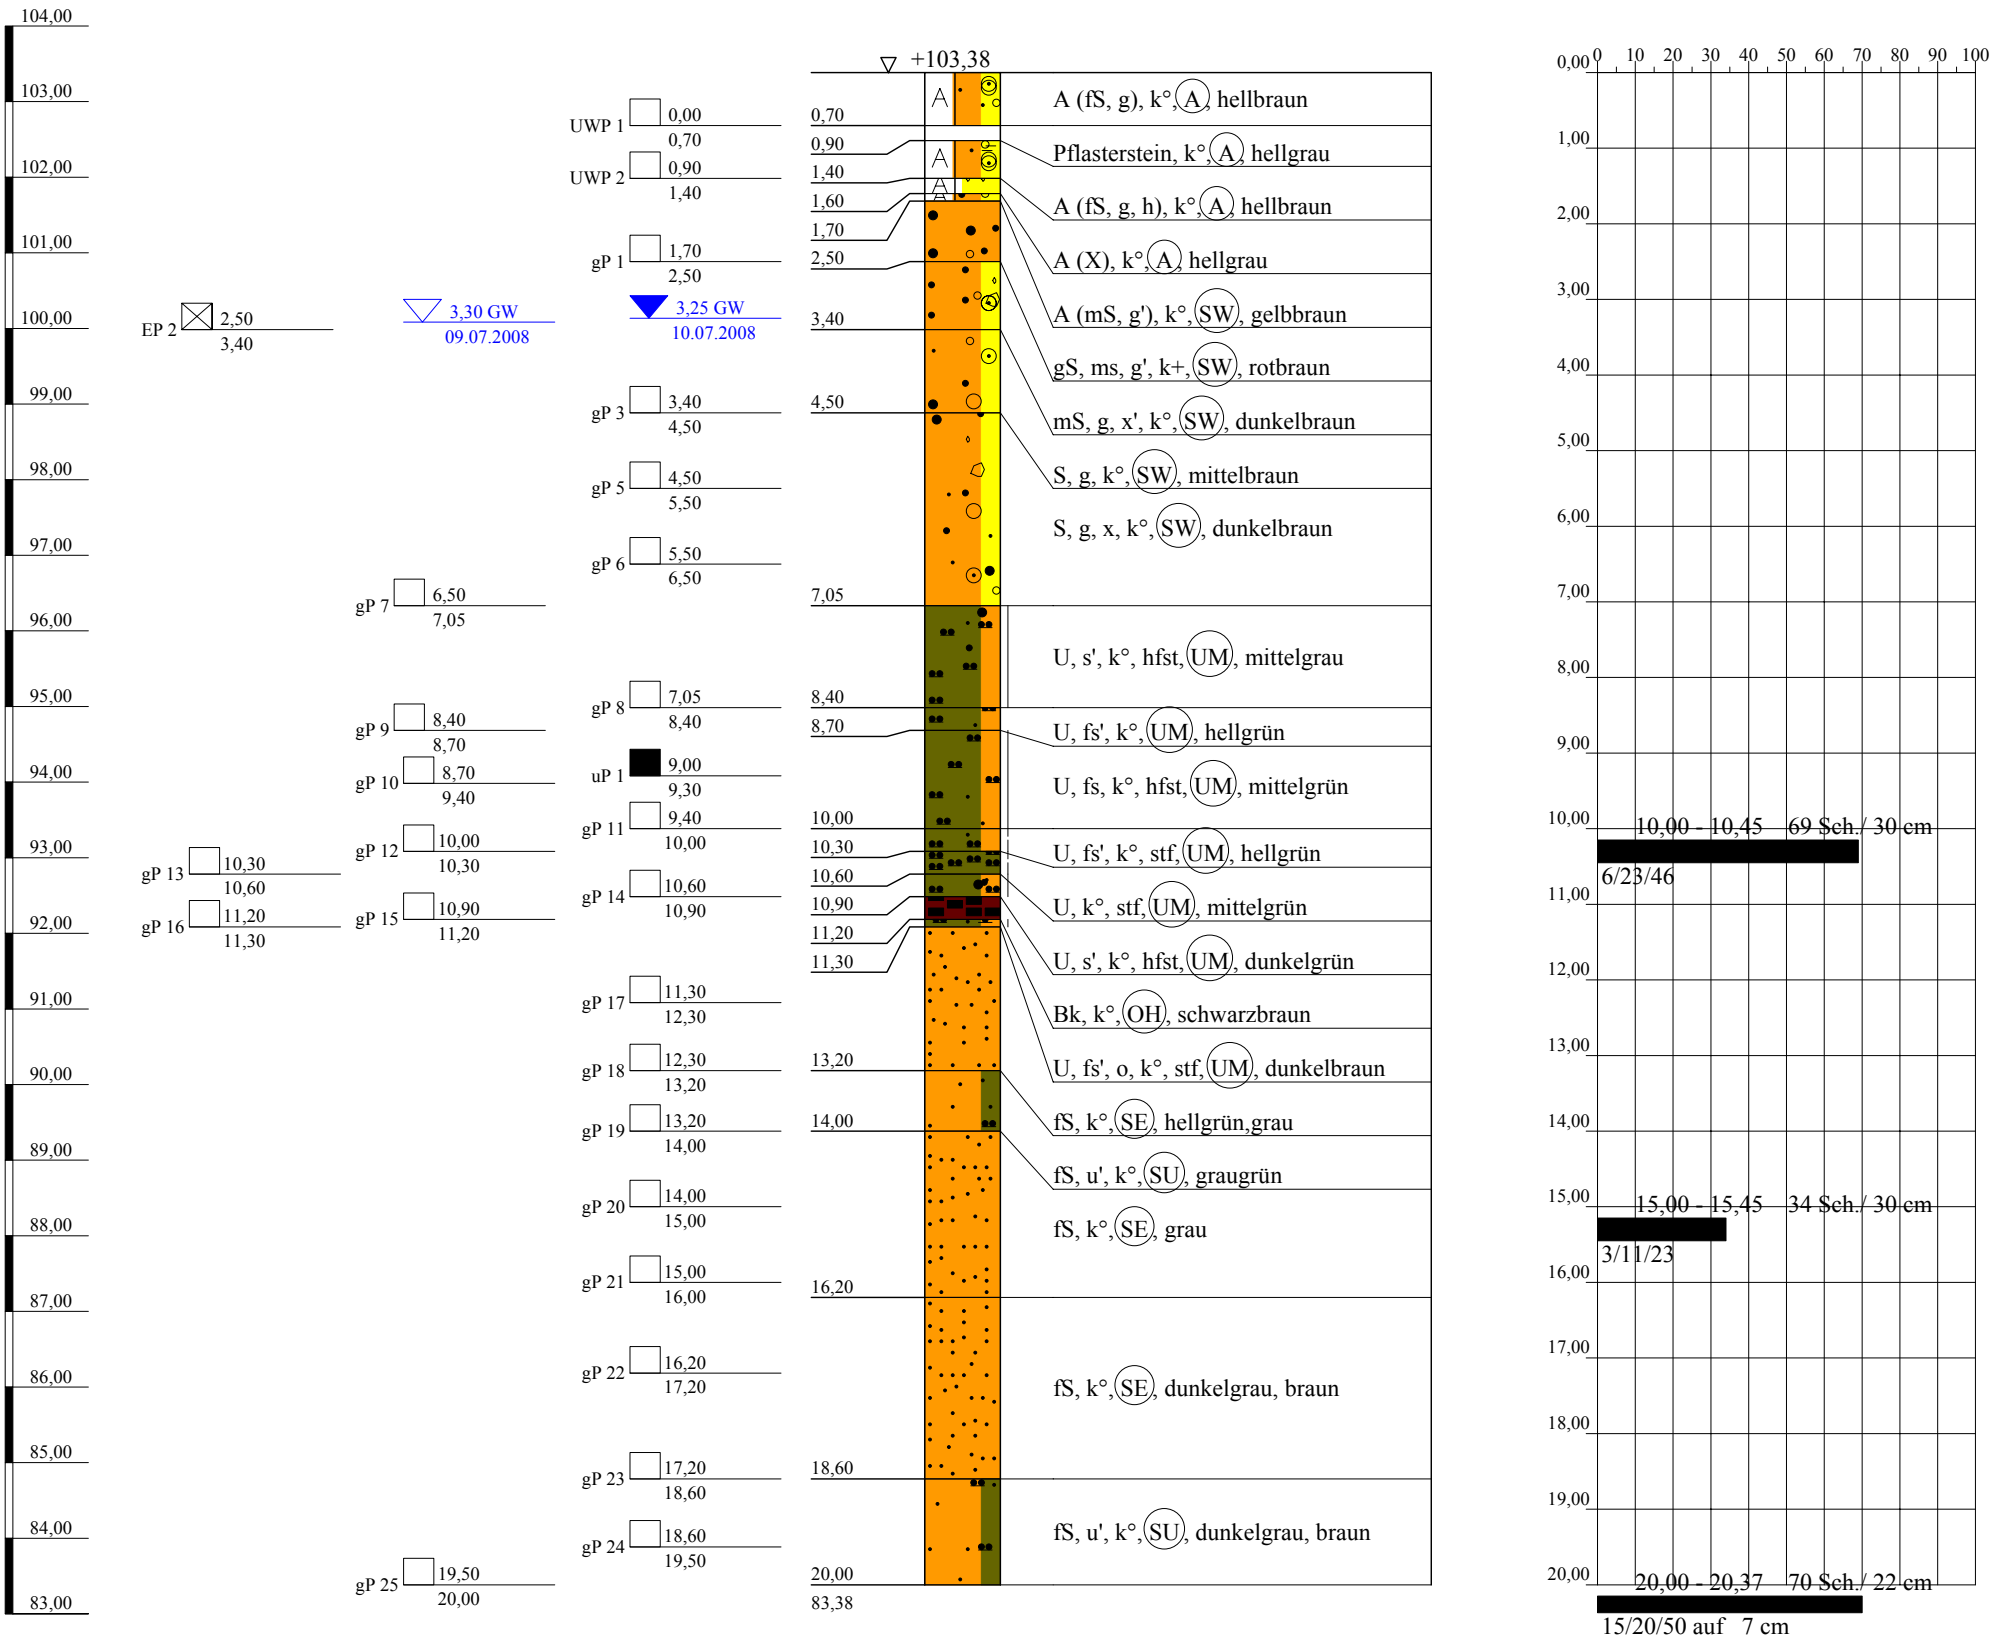 104,00
103,00
102,00
101,00
100,00
99,00
98,00
97,00
96,00
95,00
94,00
93,00
92,00
91,00
90,00
89,00
88,00
87,00
86,00
85,00
84,00
83,00
EP 2 2,50
3,40
gP 13 10,30
10,60
gP 16 11,20
11,30
3,30 GW
09.07.2008
gP 7 6,50
7,05
gP 9 8,40
8,70
gP 10 8,70
9,40
gP 12 10,00
10,30
gP 15 10,90
11,20
gP 25 19,50
20,00
UWP 1 0,00
0,70
UWP 2 0,90
1,40
gP 1 1,70
2,50
3,25 GW
10.07.2008
gP 3 3,40
4,50
gP 5 4,50
5,50
gP 6 5,50
6,50
gP 8 7,05
8,40
uP 1 9,00
9,30
gP 11 9,40
10,00
gP 14 10,60
10,90
gP 17 11,30
12,30
gP 18 12,30
13,20
gP 19 13,20
14,00
gP 20 14,00
15,00
gP 21 15,00
16,00
gP 22 16,20
17,20
gP 23 17,20
18,60
gP 24 18,60
19,50
+103,38
0,70
0,90
1,40
1,60
1,70
2,50
3,40
4,50
7,05
8,40
8,70
10,00
10,30
10,60
10,90
11,20
11,30
13,20
14,00
16,20
18,60
20,00
83,38
A
A
A
A
A (fS, g), k°, A, hellbraun
Pflasterstein, k°, A, hellgrau
A (fS, g, h), k°, A, hellbraun
A (X), k°, A, hellgrau
A (mS, g'), k°, SW, gelbbraun
gS, ms, g', k+, SW, rotbraun
mS, g, x', k°, SW, dunkelbraun
S, g, k°, SW, mittelbraun
S, g, x, k°, SW, dunkelbraun
U, s', k°, hfst, UM, mittelgrau
U, fs', k°, UM, hellgrün
U, fs, k°, hfst, UM, mittelgrün
U, fs', k°, stf, UM, hellgrün
U, k°, stf, UM, mittelgrün
U, s', k°, hfst, UM, dunkelgrün
Bk, k°, OH, schwarzbraun
U, fs', o, k°, stf, UM, dunkelbraun
fS, k°, SE, hellgrün,grau
fS, u', k°, SU, graugrün
fS, k°, SE, grau
fS, k°, SE, dunkelgrau, braun
fS, u', k°, SU, dunkelgrau, braun
0 10 20 30 40 50 60 70 80 90 100
0,00
1,00
2,00
3,00
4,00
5,00
6,00
7,00
8,00
9,00
10,00
11,00
12,00
13,00
14,00
15,00
16,00
17,00
18,00
19,00
20,00
10,00 - 10,45 69 Sch./ 30 cm
6/23/46
15,00 - 15,45 34 Sch./ 30 cm
3/11/23
20,00 - 20,37 70 Sch./ 22 cm
15/20/50 auf 7 cm